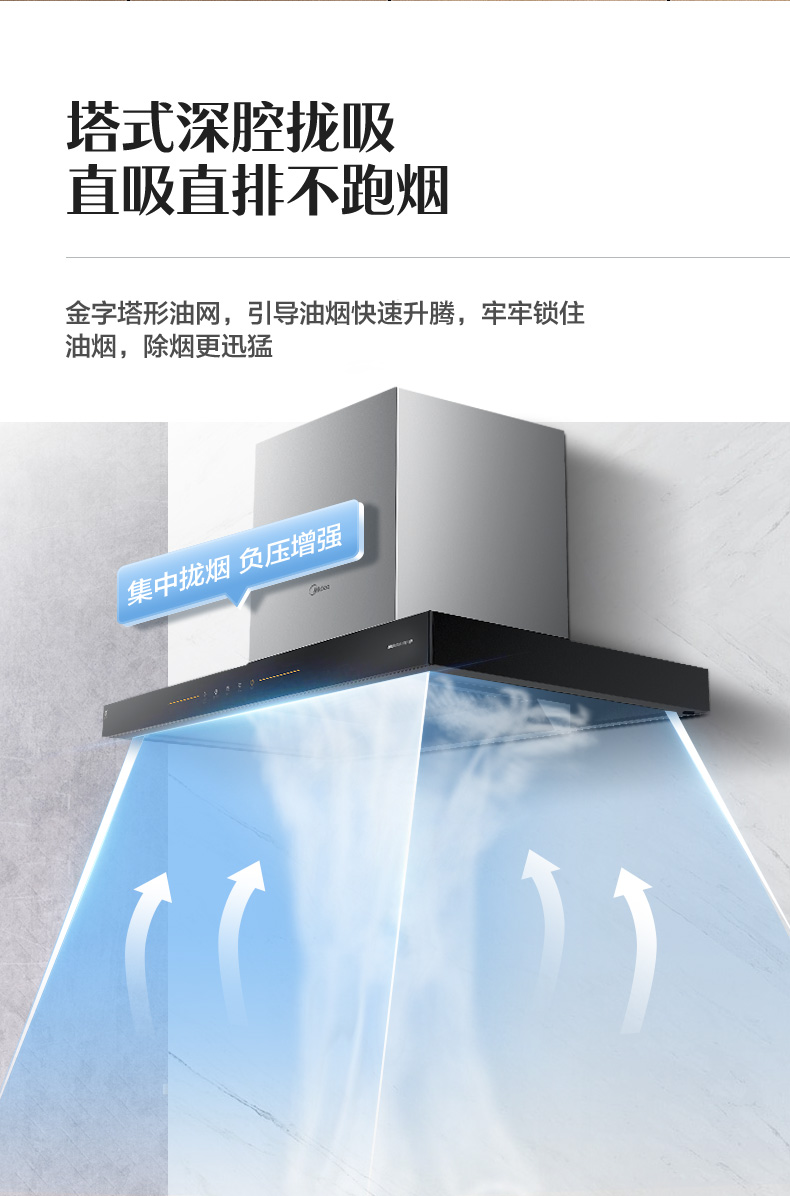 塔式深腔拢吸
直吸直排不跑烟
金字塔形油网，引导油烟快速升腾，牢牢锁住
油烟，除烟更迅猛
集中拢烟 负压增强
Midea